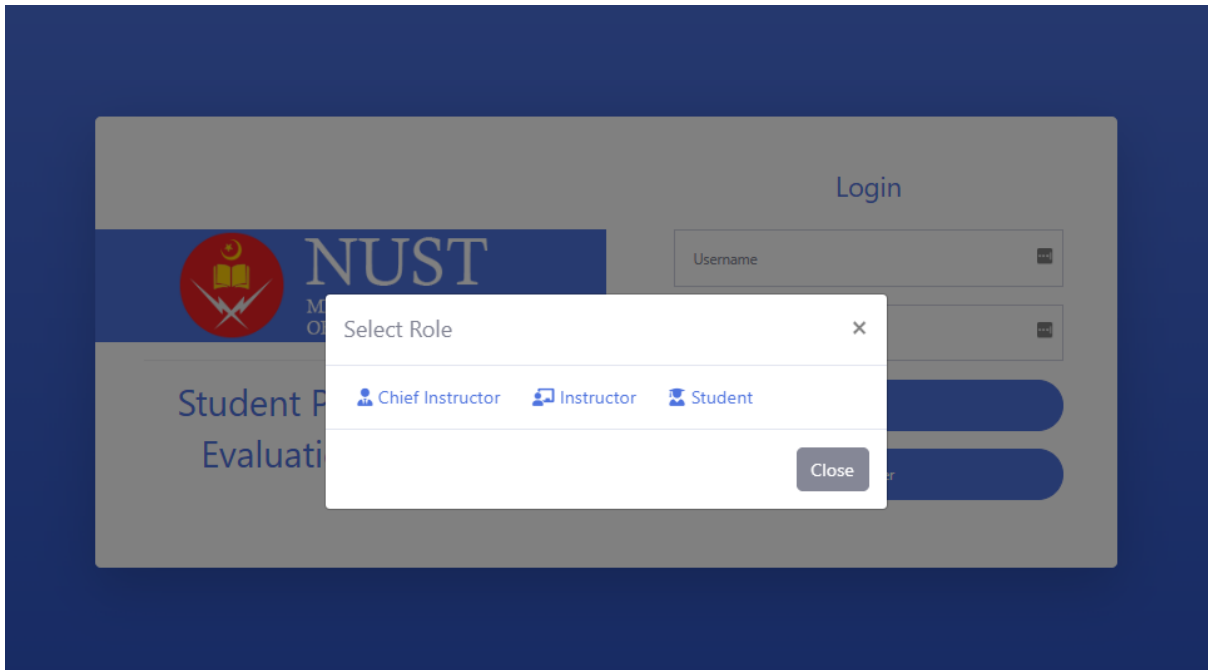 Login
NUST
Username
Select Role
×
Student
Evaluati
Chief Instructor Instructor Student
Close